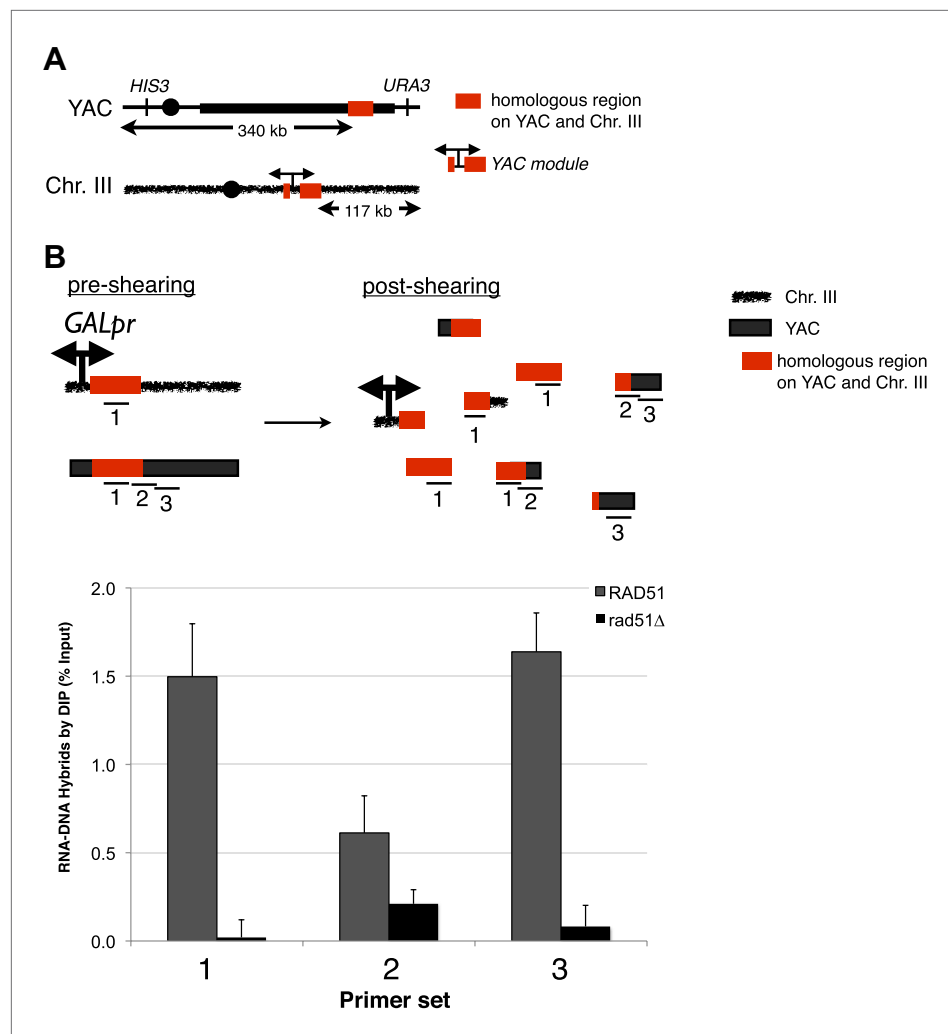 A
HIS3
URA3
YAC
340 kb
homologous region
on YAC and Chr. III
YAC module
Chr. III
117 kb
B
pre-shearing
post-shearing
GALpr
Chr. III
YAC
homologous region
on YAC and Chr. III
1
1
1
2
3
1
2
3
1
1
2
3
RAD51
rad51Δ
RNA-DNA Hybrids by DIP (% Input)
2.0
1.5
1.0
0.5
0.0
1
2
3
Primer set